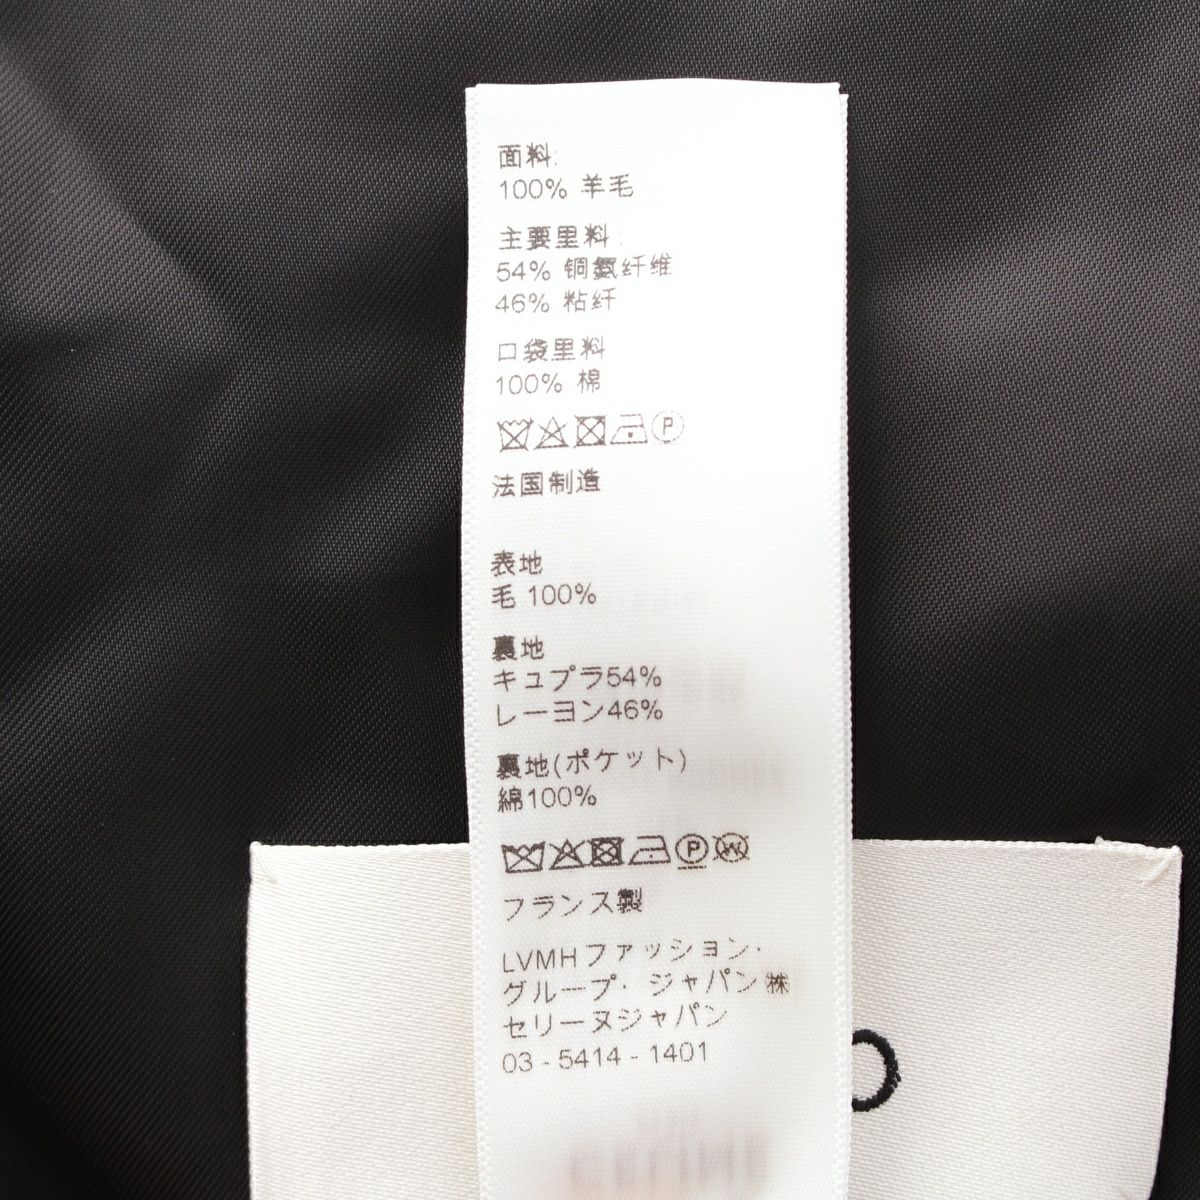 面料:
100% 羊毛
主要里料:
54% 铜氨纤维
46% 粘纤
口袋里料
100% 棉
P
法国制造
表地
毛 100%
裏地
キュプラ54%
レーヨン46%
裏地(ポケット)
綿100%
P W
フランス製
LVMHファッション・
グループ・ジャパン㈱
セリーヌジャパン
03 - 5414 - 1401